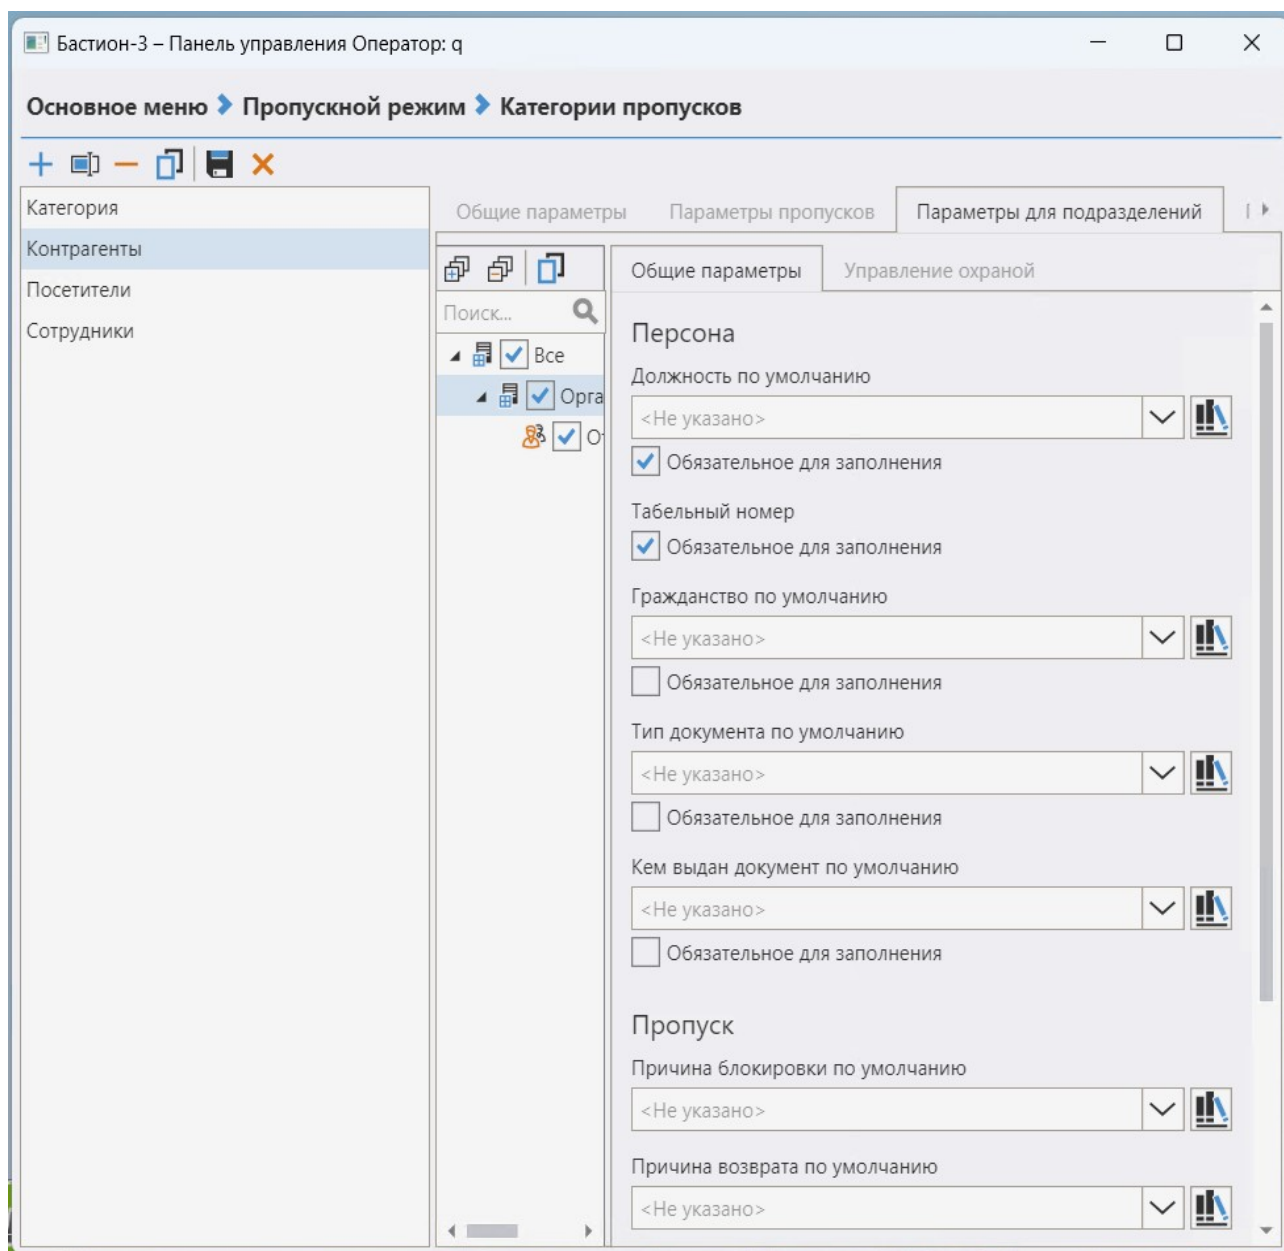 Бастион-3 – Панель управления Оператор: q
Основное меню Пропускной режим Категории пропусков
Категория
Контрагенты
Посетители
Сотрудники
Общие параметры Параметры пропусков Параметры для подразделений
Поиск...
Все
Орга
Общие параметры Управление охраной
Персона
Должность по умолчанию
<Не указано>
Обязательное для заполнения
Табельный номер
Обязательное для заполнения
Гражданство по умолчанию
<Не указано>
Обязательное для заполнения
Тип документа по умолчанию
<Не указано>
Обязательное для заполнения
Кем выдан документ по умолчанию
<Не указано>
Обязательное для заполнения
Пропуск
Причина блокировки по умолчанию
<Не указано>
Причина возврата по умолчанию
<Не указано>